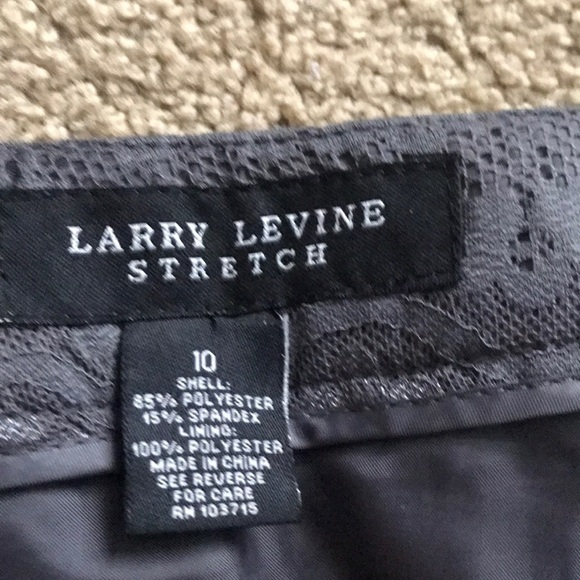 LARRY LEVINE
STRETCH
10
SHELL:
85% POLYESTER
15% SPANDEX
LINING:
100% POLYESTER
MADE IN CHINA
SEE REVERSE
FOR CARE
RN 103715